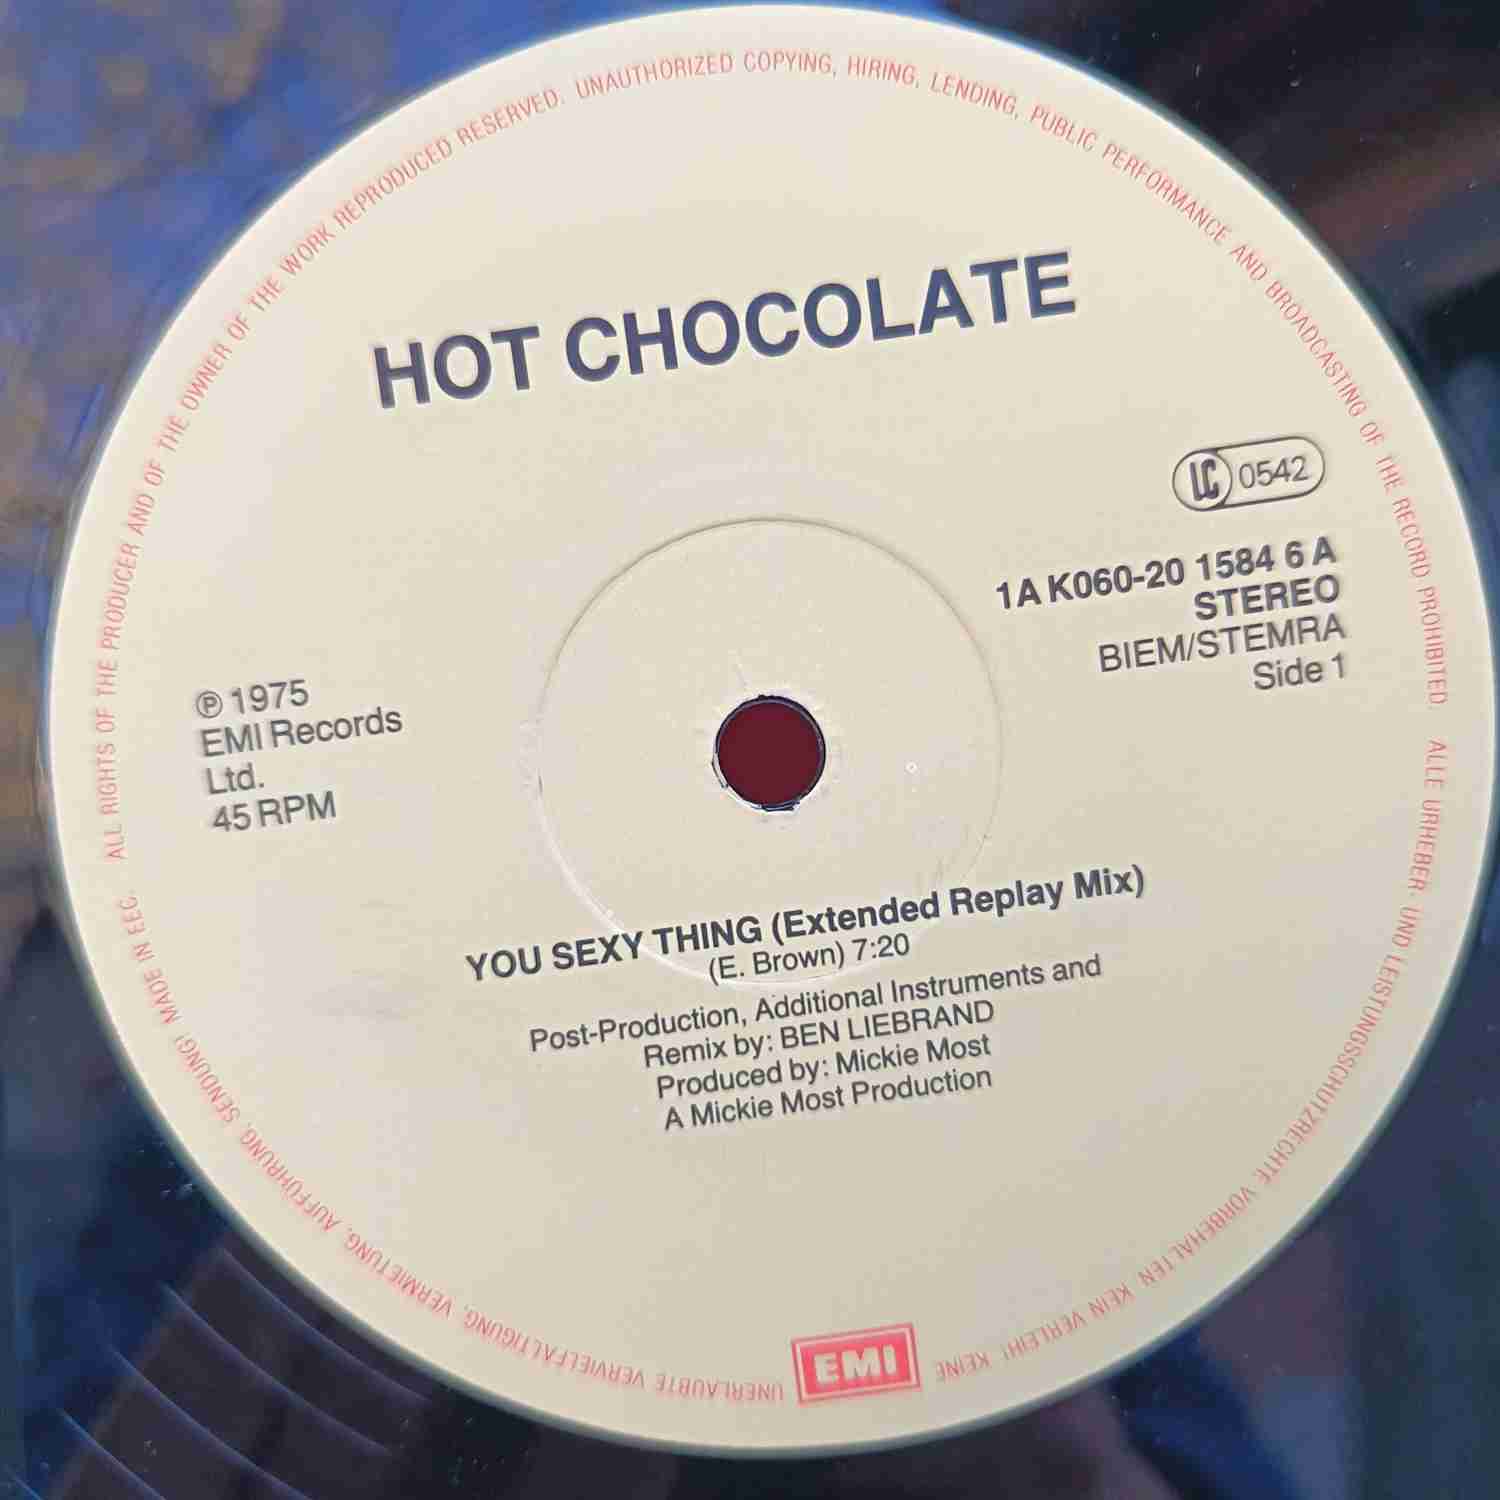 HOT CHOCOLATE
LC 0542
1A K060-20 1584 6 A
STEREO
BIEM/STEMRA
Side 1
℗ 1975
EMI Records
Ltd.
45 RPM
YOU SEXY THING (Extended Replay Mix)
(E. Brown) 7:20
Post-Production, Additional Instruments and
Remix by: BEN LIEBRAND
Produced by: Mickie Most
A Mickie Most Production
EMI
ALL RIGHTS OF THE PRODUCER AND OF THE OWNER OF THE WORK REPRODUCED RESERVED. UNAUTHORIZED COPYING, HIRING, LENDING, PUBLIC PERFORMANCE AND BROADCASTING OF THE RECORD PROHIBITED.
ALLE URHEBER- UND LEISTUNGSSCHUTZRECHTE VORBEHALTEN KEIN VERLEIH! KEINE UNERLAUBTE VERVIELFÄLTIGUNG, VERMIETUNG, AUFFÜHRUNG, SENDUNG! MADE IN EEC.